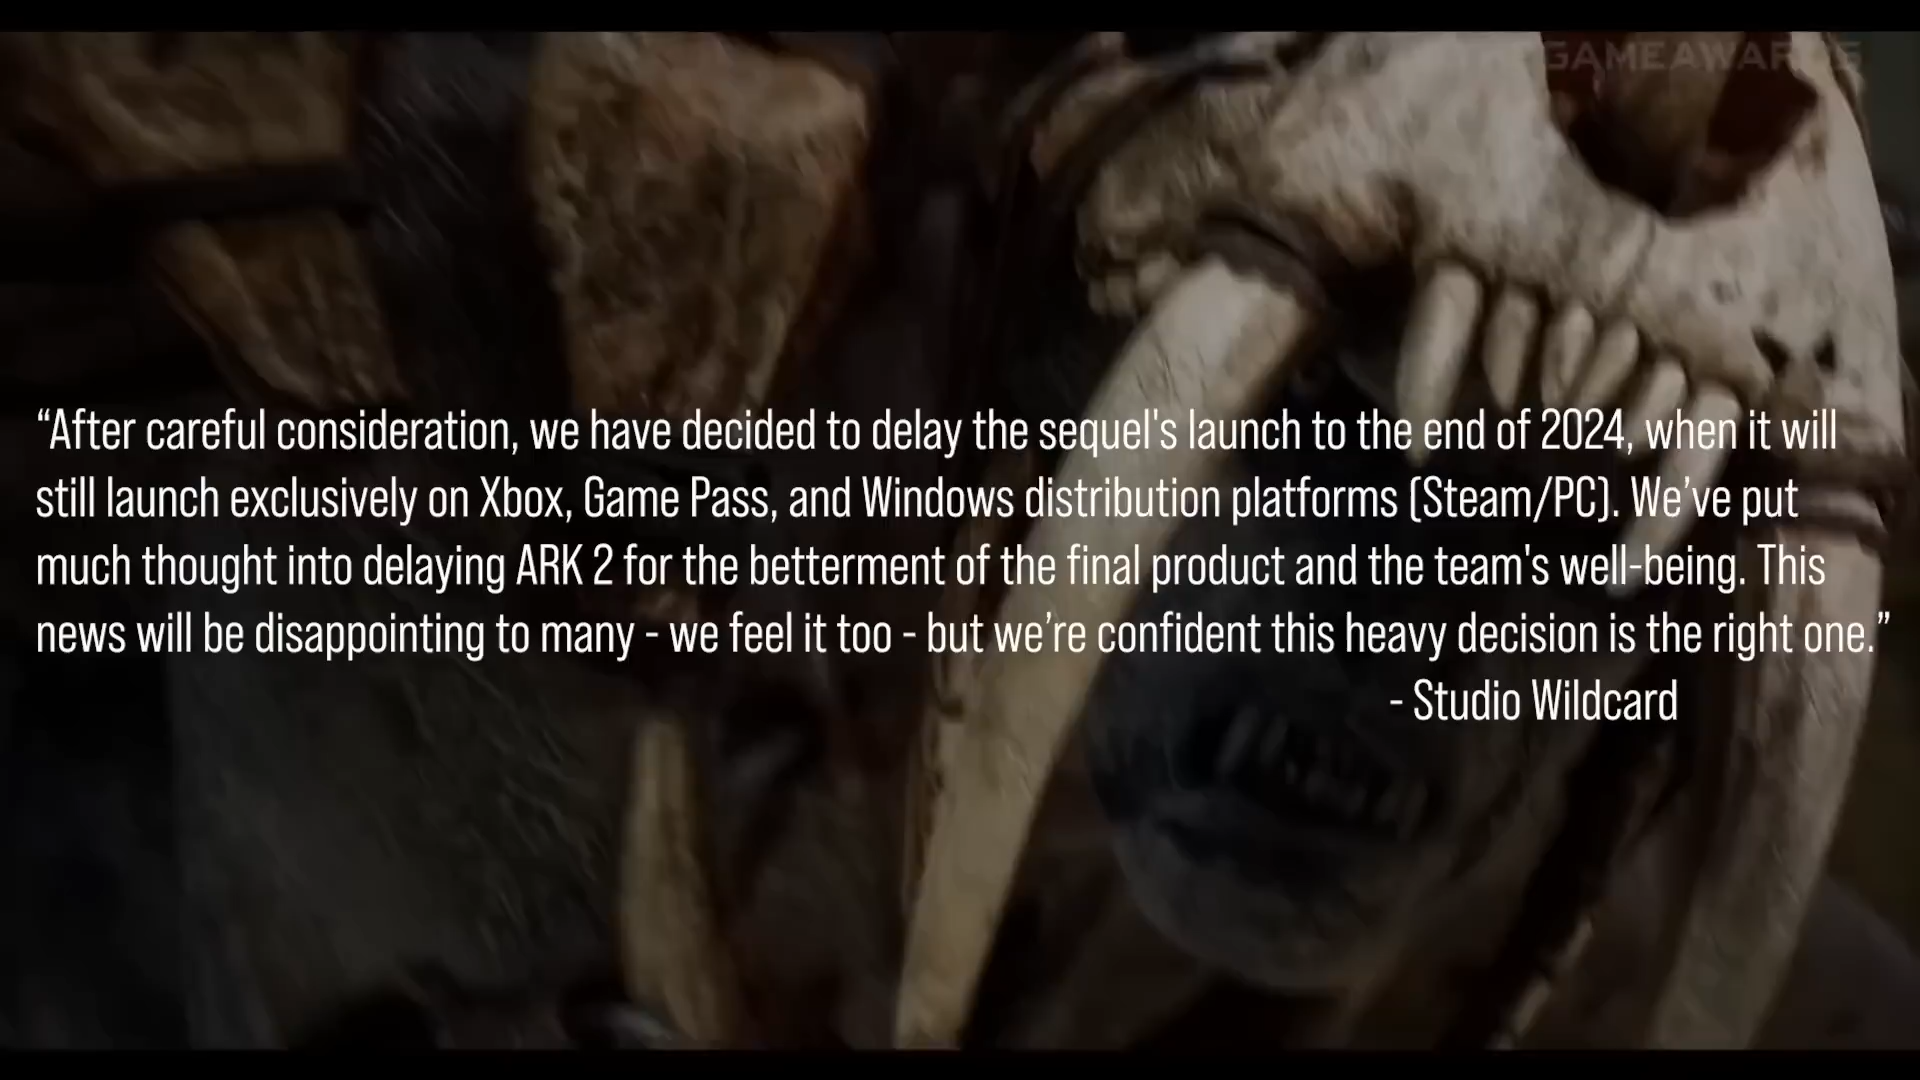 THEGAMEAWARDS
“After careful consideration, we have decided to delay the sequel's launch to the end of 2024, when it will
still launch exclusively on Xbox, Game Pass, and Windows distribution platforms (Steam/PC). We’ve put
much thought into delaying ARK 2 for the betterment of the final product and the team's well-being. This
news will be disappointing to many - we feel it too - but we’re confident this heavy decision is the right one.”
- Studio Wildcard